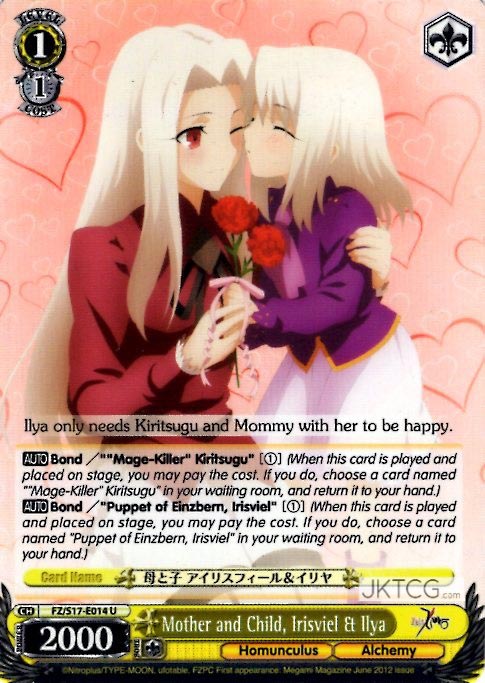 LEVEL
1
1
COST
Ilya only needs Kiritsugu and Mommy with her to be happy.
AUTO Bond ／""Mage-Killer" Kiritsugu" [①] (When this card is played and
placed on stage, you may pay the cost. If you do, choose a card named
""Mage-Killer" Kiritsugu" in your waiting room, and return it to your hand.)
AUTO Bond ／"Puppet of Einzbern, Irisviel" [①] (When this card is played
and placed on stage, you may pay the cost. If you do, choose a card
named "Puppet of Einzbern, Irisviel" in your waiting room, and return it to
your hand.)
Card Name 母と子 アイリスフィール&イリヤ
JKTCG.com
CH FZ/S17-E014 U
2000 Mother and Child, Irisviel & Ilya
Homunculus Alchemy
©Nitroplus/TYPE-MOON, ufotable, FZPC First appearance: Megami Magazine June 2012 Issue